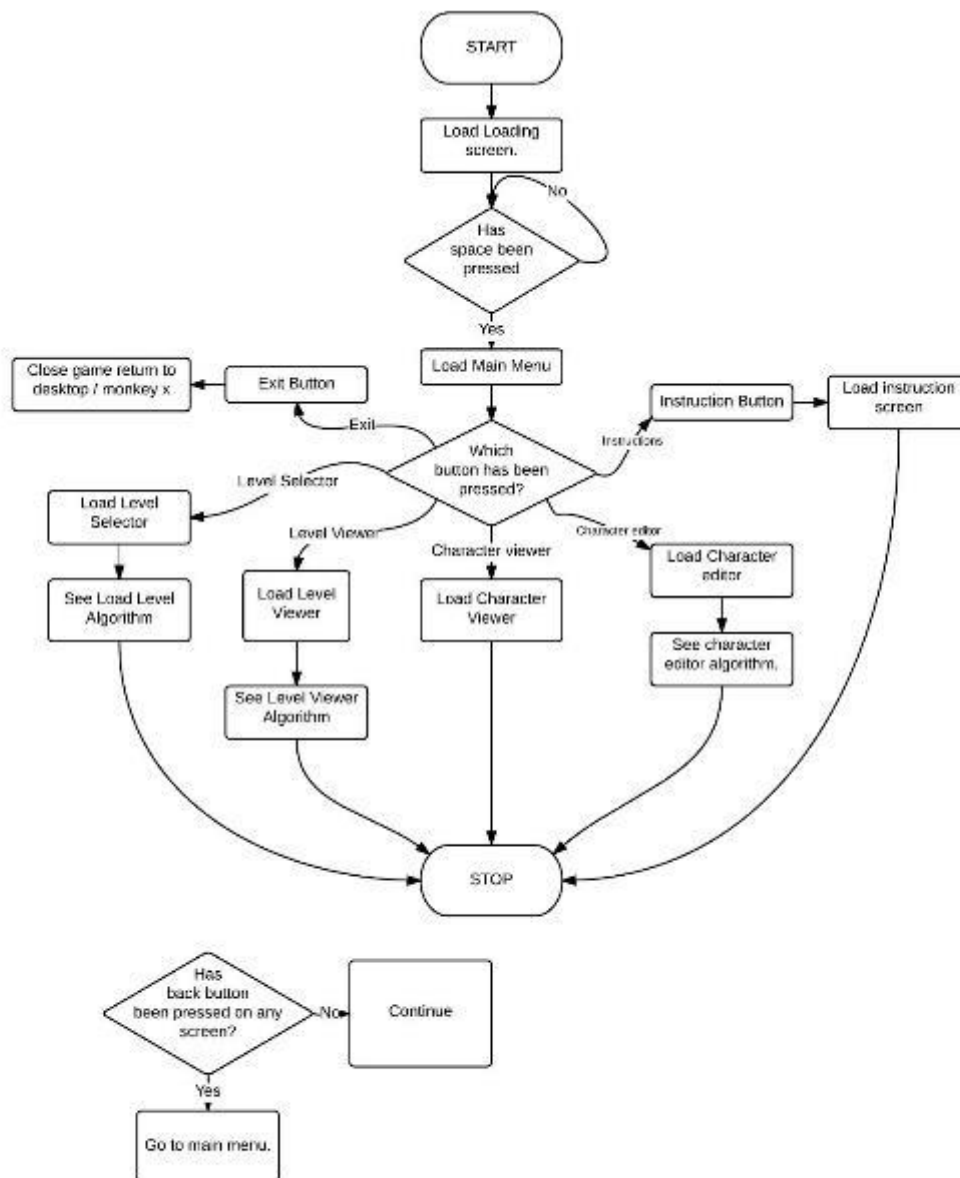 START
Load Loading
screen.
No
Has
space been
pressed
Yes
Load Main Menu
Close game return to
desktop / monkey x
Exit Button
Instruction Button
Load instruction
screen
Exit
Instructions
Which
button has been
pressed?
Level Selector
Load Level
Selector
Level Viewer
Character viewer
Character editor
Load Character
editor
See Load Level
Algorithm
Load Level
Viewer
Load Character
Viewer
See character
editor algorithm.
See Level Viewer
Algorithm
STOP
Has
back button
been pressed on any
screen?
No
Continue
Yes
Go to main menu.